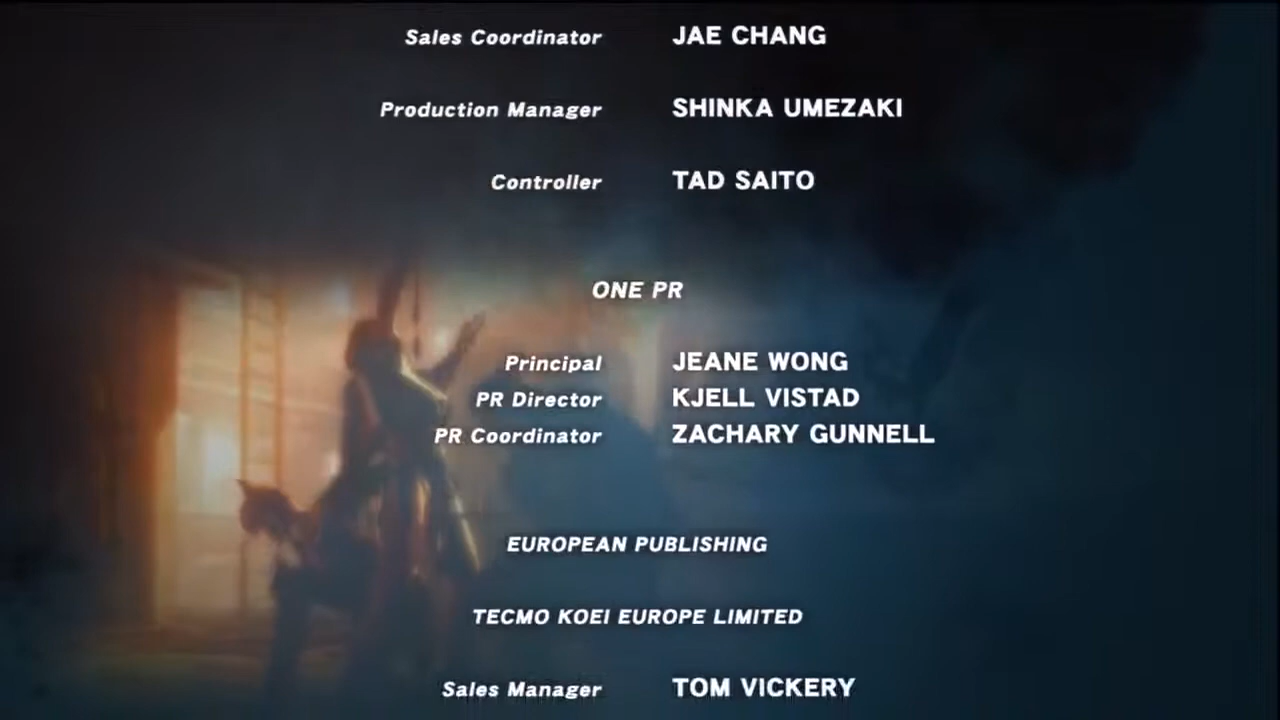 Sales Coordinator JAE CHANG
Production Manager SHINKA UMEZAKI
Controller TAD SAITO
ONE PR
Principal JEANE WONG
PR Director KJELL VISTAD
PR Coordinator ZACHARY GUNNELL
EUROPEAN PUBLISHING
TECMO KOEI EUROPE LIMITED
Sales Manager TOM VICKERY